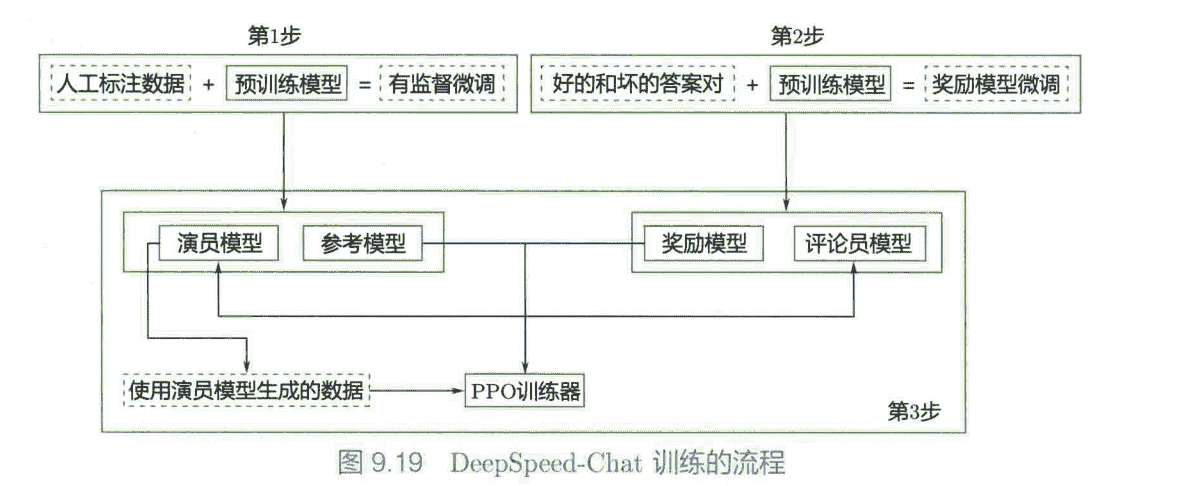 第1步
人工标注数据 + 预训练模型 = 有监督微调
第2步
好的和坏的答案对 + 预训练模型 = 奖励模型微调
演员模型 参考模型 奖励模型 评论员模型
使用演员模型生成的数据 PPO训练器
第3步
图 9.19 DeepSpeed-Chat 训练的流程